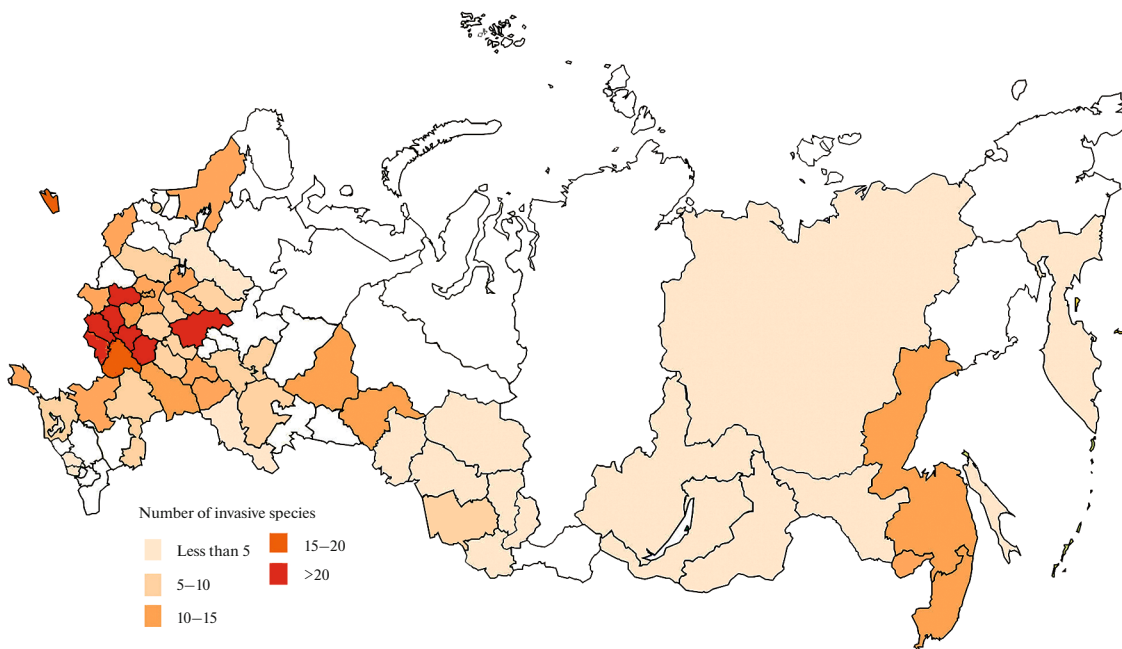 Number of invasive species
Less than 5
5–10
10–15
15–20
>20